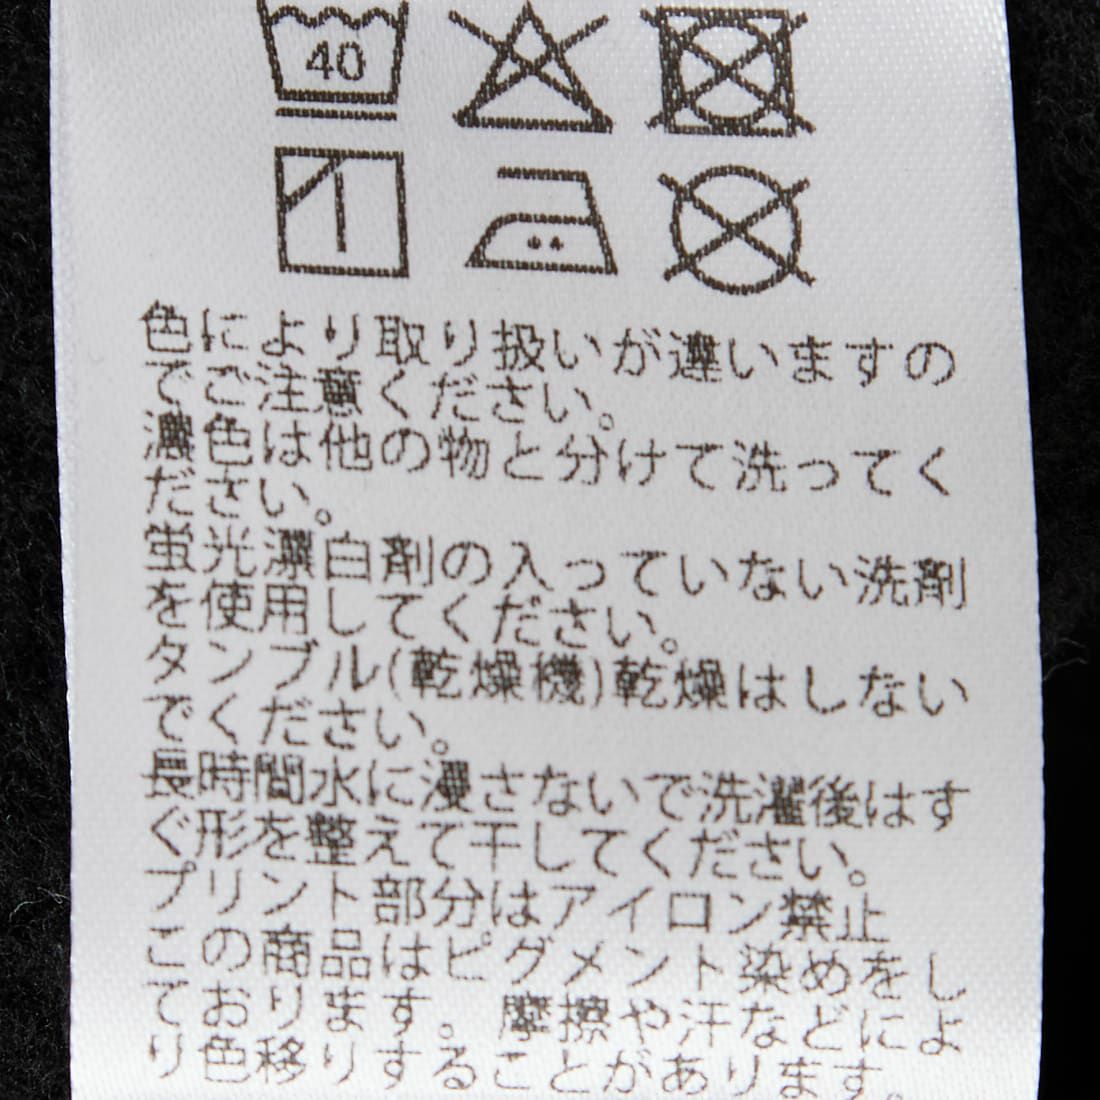 40
色により取り扱いが違いますの
でご注意ください。
濃色は他の物と分けて洗ってく
ださい。
蛍光漂白剤の入っていない洗剤
を使用してください。
タンブル(乾燥機)乾燥はしない
でください。
長時間水に浸さないで洗濯後はす
ぐ形を整えて干してください。
プリント部分はアイロン禁止
この商品はピグメント染めをし
ております。摩擦や汗などによ
り色移りすることがあります。